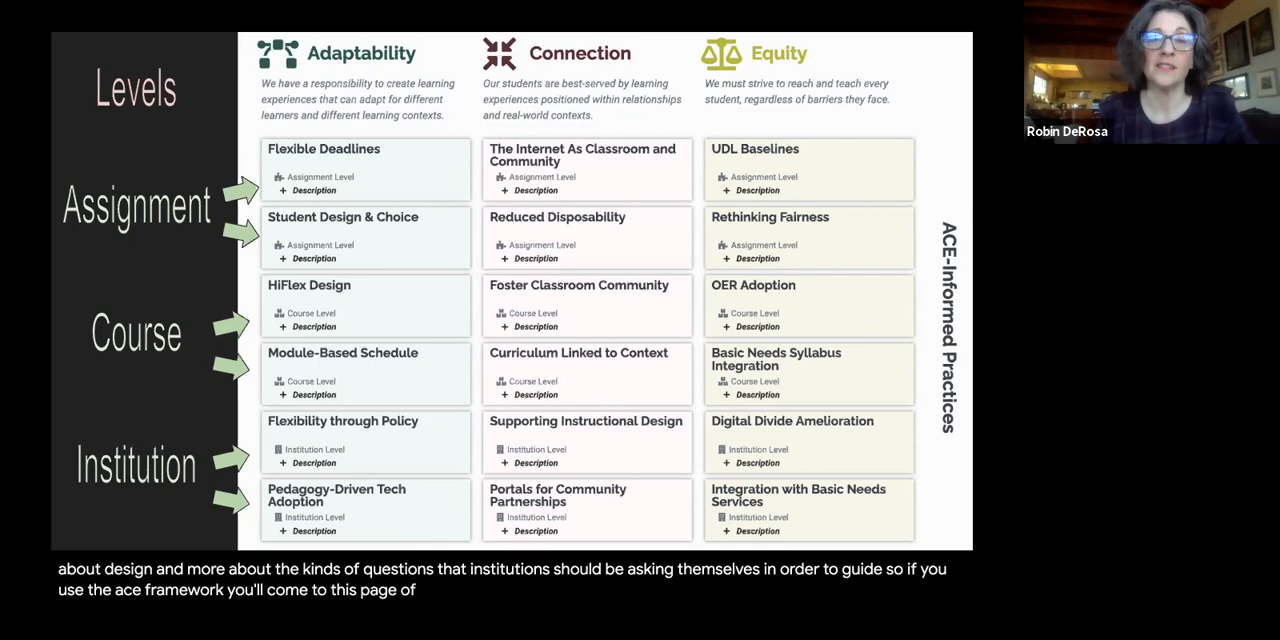 Levels
Assignment
Course
Institution
Adaptability
We have a responsibility to create learning
experiences that can adapt for different
learners and different learning contexts.
Flexible Deadlines
Assignment Level
+ Description
Student Design & Choice
Assignment Level
+ Description
HiFlex Design
Course Level
+ Description
Module-Based Schedule
Course Level
+ Description
Flexibility through Policy
Institution Level
+ Description
Pedagogy-Driven Tech
Adoption
Institution Level
+ Description
Connection
Our students are best-served by learning
experiences positioned within relationships
and real-world contexts.
The Internet As Classroom and
Community
Assignment Level
+ Description
Reduced Disposability
Assignment Level
+ Description
Foster Classroom Community
Course Level
+ Description
Curriculum Linked to Context
Course Level
+ Description
Supporting Instructional Design
Institution Level
+ Description
Portals for Community
Partnerships
Institution Level
+ Description
Equity
We must strive to reach and teach every
student, regardless of barriers they face.
UDL Baselines
Assignment Level
+ Description
Rethinking Fairness
Assignment Level
+ Description
OER Adoption
Course Level
+ Description
Basic Needs Syllabus
Integration
Course Level
+ Description
Digital Divide Amelioration
Institution Level
+ Description
Integration with Basic Needs
Services
Institution Level
+ Description
ACE-Informed Practices
Robin DeRosa
about design and more about the kinds of questions that institutions should be asking themselves in order to guide so if you
use the ace framework you'll come to this page of